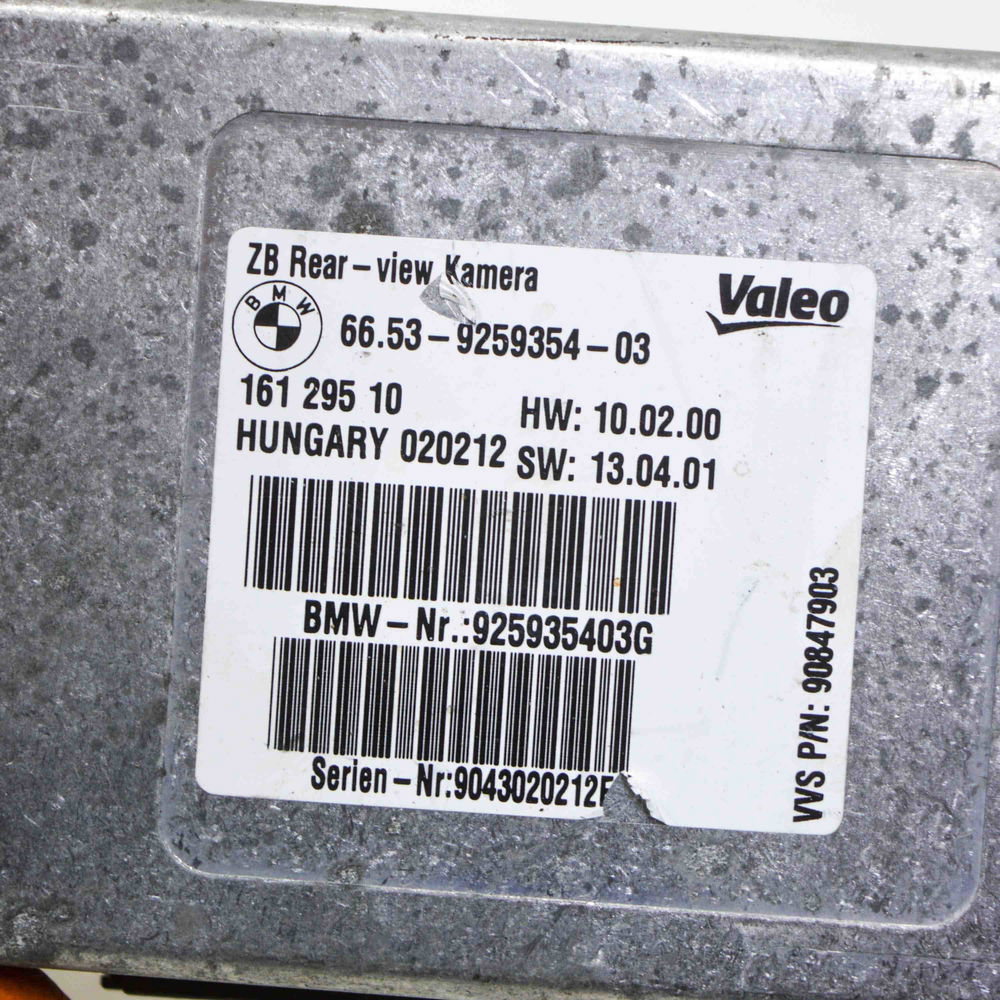 ZB Rear-view Kamera
Valeo
BMW
66.53-9259354-03
161 295 10
HW: 10.02.00
HUNGARY 020212
SW: 13.04.01
BMW-Nr.:925935403G
Serien-Nr:9043020212
VVS P/N: 90847903